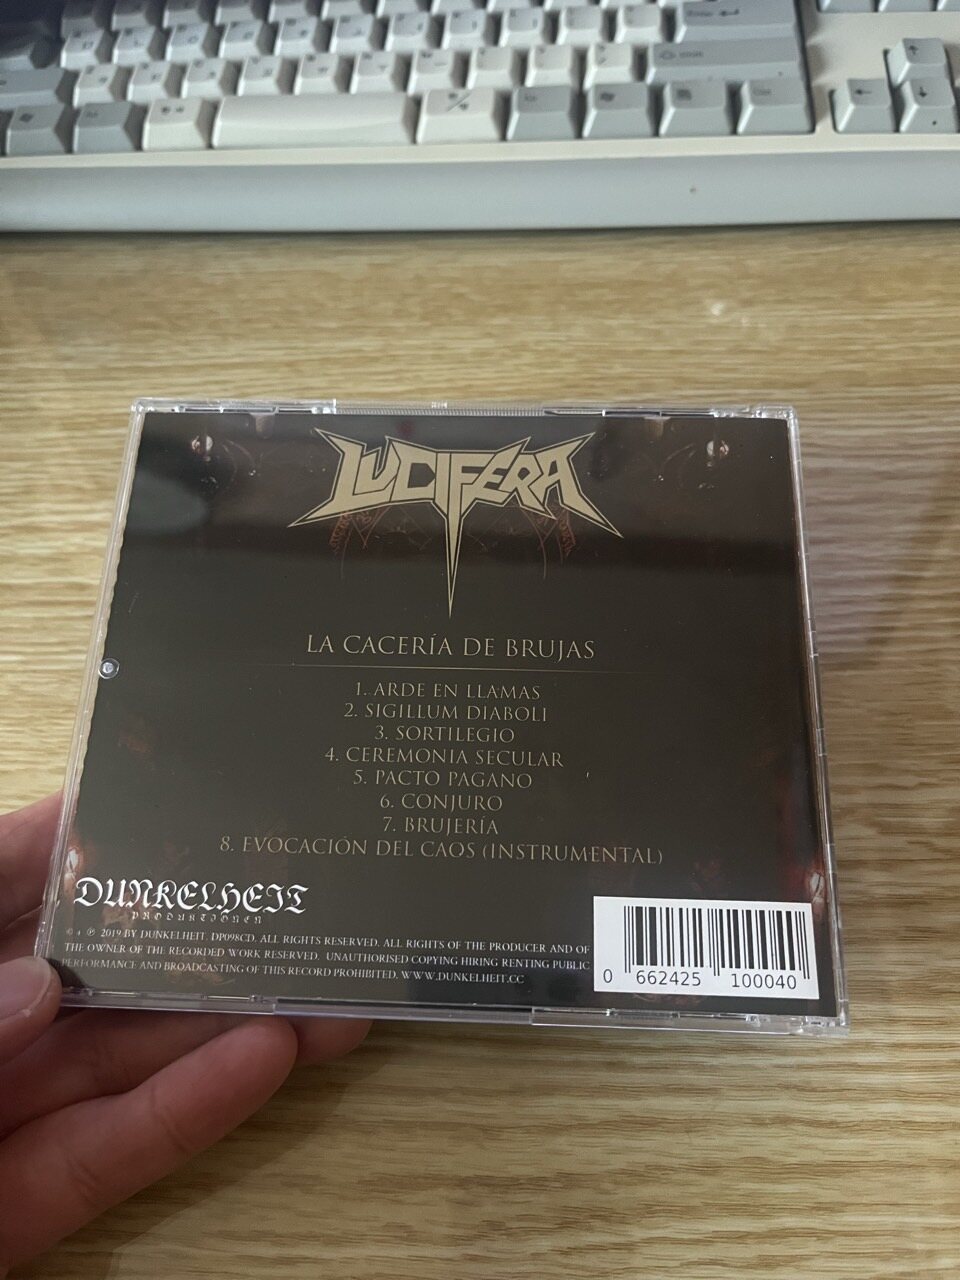 LUCIFERA
LA CACERÍA DE BRUJAS
1. ARDE EN LLAMAS
2. SIGILLUM DIABOLI
3. SORTILEGIO
4. CEREMONIA SECULAR
5. PACTO PAGANO
6. CONJURO
7. BRUJERÍA
8. EVOCACIÓN DEL CAOS (INSTRUMENTAL)
DUNKELHEIT
PRODUKTIONEN
© + ℗ 2019 BY DUNKELHEIT. DP098CD. ALL RIGHTS RESERVED. ALL RIGHTS OF THE PRODUCER AND OF
THE OWNER OF THE RECORDED WORK RESERVED. UNAUTHORISED COPYING HIRING RENTING PUBLIC
PERFORMANCE AND BROADCASTING OF THIS RECORD PROHIBITED. WWW.DUNKELHEIT.CC
0 662425 100040